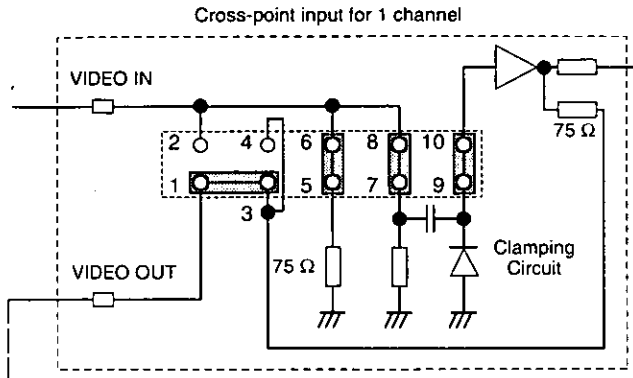 Cross-point input for 1 channel
VIDEO IN
75 Ω
2 4 6 8 10
1 5 7 9
3
75 Ω
Clamping
Circuit
VIDEO OUT